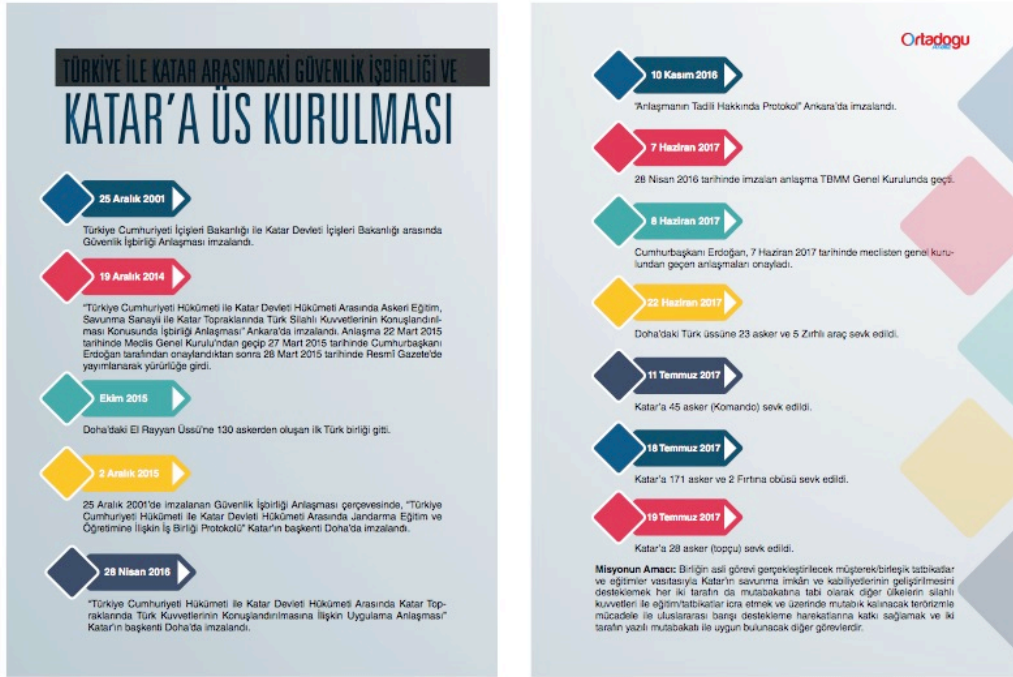 TÜRKİYE İLE KATAR ARASINDAKİ GÜVENLİK İŞBİRLİĞİ VE
KATAR'A ÜS KURULMASI
25 Aralık 2001
Türkiye Cumhuriyeti İçişleri Bakanlığı ile Katar Devleti İçişleri Bakanlığı arasında
Güvenlik İşbirliği Anlaşması imzalandı.
19 Aralık 2014
"Türkiye Cumhuriyeti Hükümeti ile Katar Devleti Hükümeti Arasında Askeri Eğitim,
Savunma Sanayii ile Katar Topraklarında Türk Silahlı Kuvvetlerinin Konuşlandırıl-
ması Konusunda İşbirliği Anlaşması" Ankara'da imzalandı. Anlaşma 22 Mart 2015
tarihinde Meclis Genel Kurulu'ndan geçip 27 Mart 2015 tarihinde Cumhurbaşkanı
Erdoğan tarafından onaylandıktan sonra 28 Mart 2015 tarihinde Resmî Gazete'de
yayımlanarak yürürlüğe girdi.
Ekim 2015
Doha'daki El Rayyan Üssü'ne 130 askerden oluşan ilk Türk birliği gitti.
2 Aralık 2015
25 Aralık 2001'de imzalanan Güvenlik İşbirliği Anlaşması çerçevesinde, "Türkiye
Cumhuriyeti Hükümeti ile Katar Devleti Hükümeti Arasında Jandarma Eğitim ve
Öğretimine İlişkin İş Birliği Protokolü" Katar'ın başkenti Doha'da imzalandı.
28 Nisan 2016
"Türkiye Cumhuriyeti Hükümeti ile Katar Devleti Hükümeti Arasında Katar Top-
raklarında Türk Kuvvetlerinin Konuşlandırılmasına İlişkin Uygulama Anlaşması"
Katar'ın başkenti Doha'da imzalandı.
Ortadogu
10 Kasım 2016
"Anlaşmanın Tadili Hakkında Protokol" Ankara'da imzalandı.
7 Haziran 2017
28 Nisan 2016 tarihinde imzalan anlaşma TBMM Genel Kurulunda geçti.
8 Haziran 2017
Cumhurbaşkanı Erdoğan, 7 Haziran 2017 tarihinde meclisten genel kuru-
lundan geçen anlaşmaları onayladı.
22 Haziran 2017
Doha'daki Türk üssüne 23 asker ve 5 Zırhlı araç sevk edildi.
11 Temmuz 2017
Katar'a 45 asker (Komando) sevk edildi.
18 Temmuz 2017
Katar'a 171 asker ve 2 Fırtına obüsü sevk edildi.
19 Temmuz 2017
Katar'a 28 asker (topçu) sevk edildi.
Misyonun Amacı: Birliğin asli görevi gerçekleştirilecek müşterek/birleşik tatbikatlar
ve eğitimler vasıtasıyla Katar'ın savunma imkân ve kabiliyetlerinin geliştirilmesini
desteklemek her iki tarafın da mutabakatına tabi olarak diğer ülkelerin silahlı
kuvvetleri ile eğitim/tatbikatlar icra etmek ve üzerinde mutabık kalınacak terörizmle
mücadele ile uluslararası barışı destekleme harekatlarına katkı sağlamak ve iki
tarafın yazılı mutabakatı ile uygun bulunacak diğer görevlerdir.